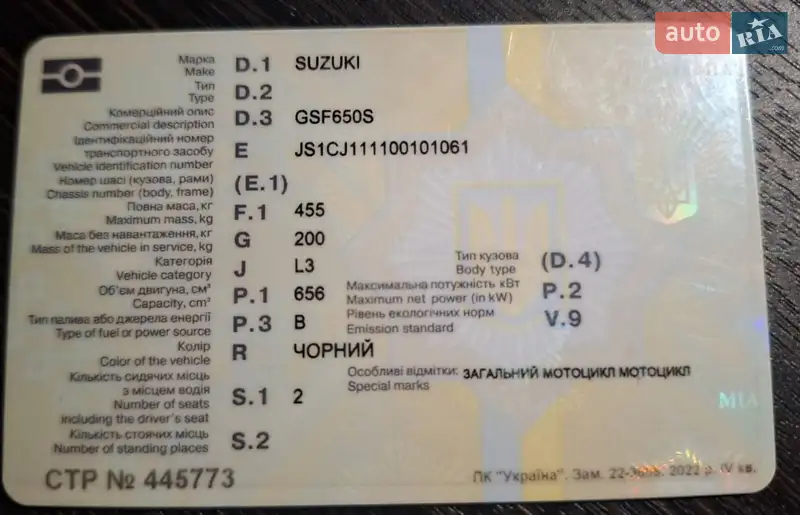 auto RIA.com
Марка D.1 SUZUKI
Make
Тип D.2
Type
Комерційний опис D.3 GSF650S
Commercial description
Ідентифікаційний номер
транспортного засобу E JS1CJ111100101061
Vehicle identification number
Номер шасі (кузова, рами) (E.1)
Chassis number (body, frame)
Повна маса, кг F.1 455
Maximum mass, kg
Маса без навантаження, кг G 200
Mass of the vehicle in service, kg
Категорія J L3 Тип кузова (D.4)
Vehicle category Body type
Об'єм двигуна, см³ P.1 656 Максимальна потужність кВт P.2
Capacity, cm³ Maximum net power (in kW)
Тип палива або джерела енергії P.3 B Рівень екологічних норм V.9
Type of fuel or power source Emission standard
Колір R ЧОРНИЙ
Color of the vehicle
Особливі відмітки: ЗАГАЛЬНИЙ МОТОЦИКЛ МОТОЦИКЛ
Special marks
Кількість сидячих місць
з місцем водія S.1 2
Number of seats
including the driver's seat
MIA
Кількість стоячих місць S.2
Number of standing places
СТР № 445773
ПК "Україна". Зам. 22- 2022 р. IV кв.